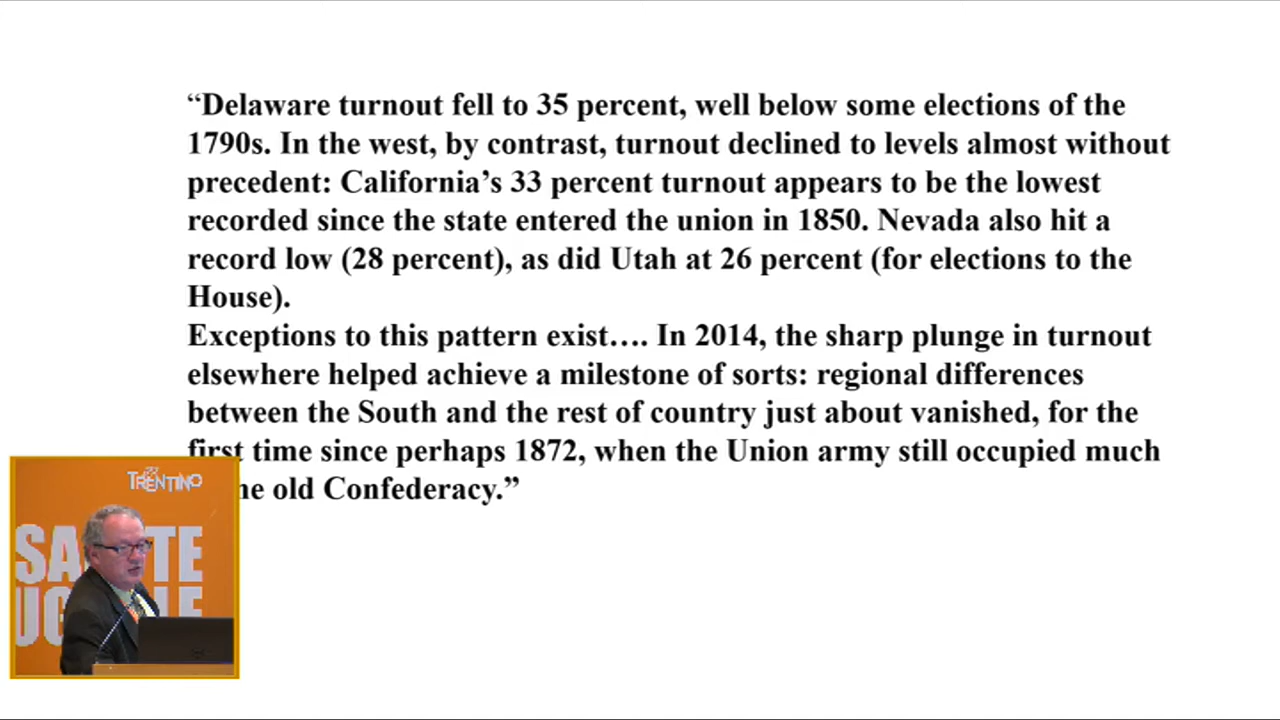 “Delaware turnout fell to 35 percent, well below some elections of the
1790s. In the west, by contrast, turnout declined to levels almost without
precedent: California’s 33 percent turnout appears to be the lowest
recorded since the state entered the union in 1850. Nevada also hit a
record low (28 percent), as did Utah at 26 percent (for elections to the
House).
Exceptions to this pattern exist…. In 2014, the sharp plunge in turnout
elsewhere helped achieve a milestone of sorts: regional differences
between the South and the rest of country just about vanished, for the
first time since perhaps 1872, when the Union army still occupied much
old Confederacy.”
TRENTINO